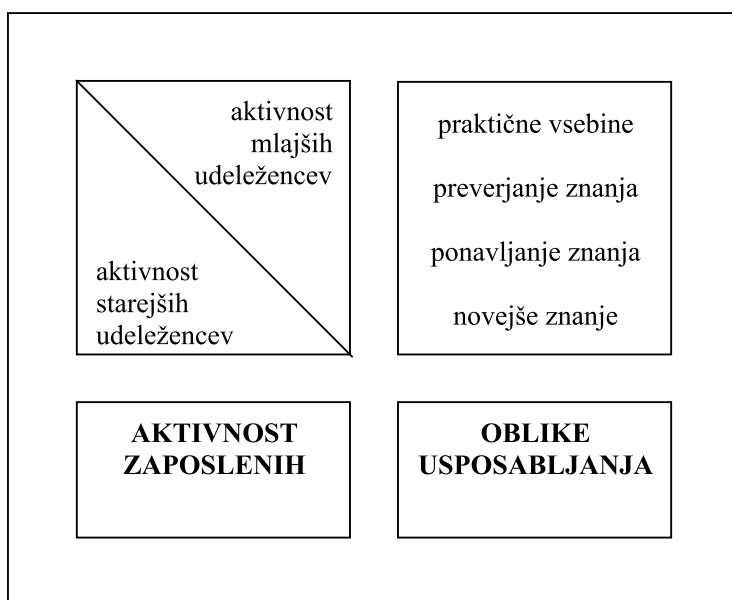 aktivnost
mlajših
udeležencev
aktivnost
starejših
udeležencev
praktične vsebine
preverjanje znanja
ponavljanje znanja
novejše znanje
AKTIVNOST
ZAPOSLENIH
OBLIKE
USPOSABLJANJA